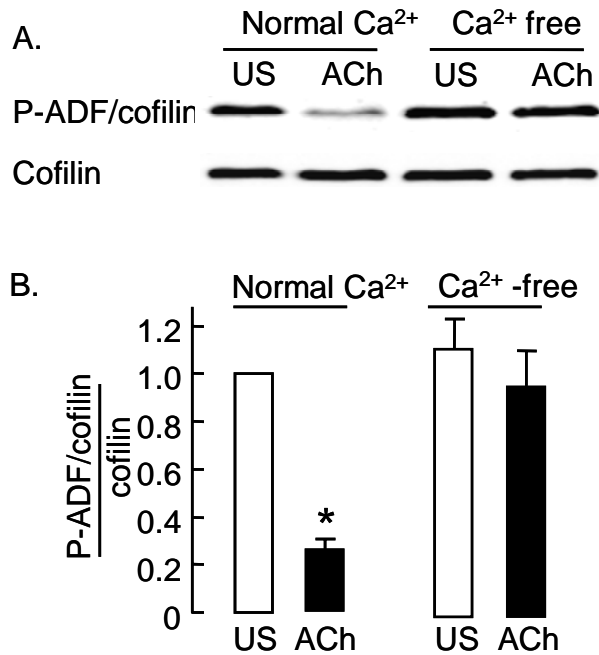 A.
Normal Ca²⁺ Ca²⁺ free
US ACh US ACh
P-ADF/cofilin
Cofilin
B.
Normal Ca²⁺ Ca²⁺ -free
P-ADF/cofilin
cofilin
1.2
1.0
0.8
0.6
0.4
0.2
0
*
US ACh US ACh